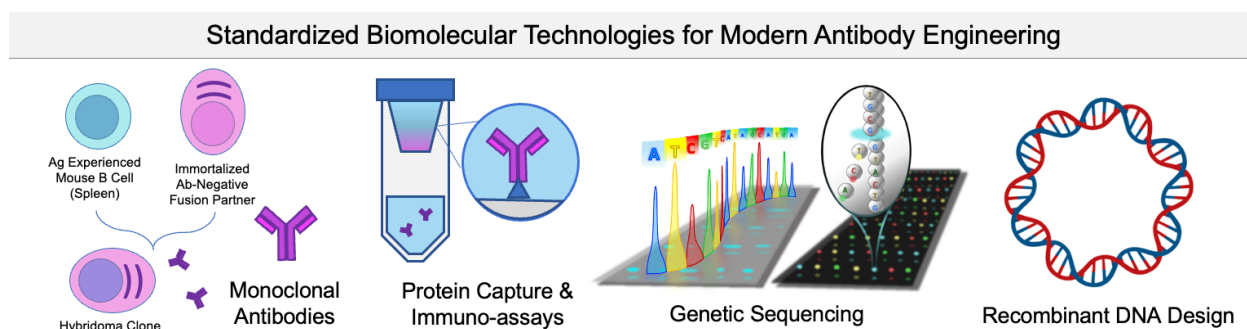 Standardized Biomolecular Technologies for Modern Antibody Engineering
Ag Experienced
Mouse B Cell
(Spleen)
Immortalized
Ab-Negative
Fusion Partner
Hybridoma Clone
Monoclonal
Antibodies
Protein Capture &
Immuno-assays
A T C G T C A T A G C A T G A
T G C G
G T A C T G
T
C
A
Genetic Sequencing
Recombinant DNA Design